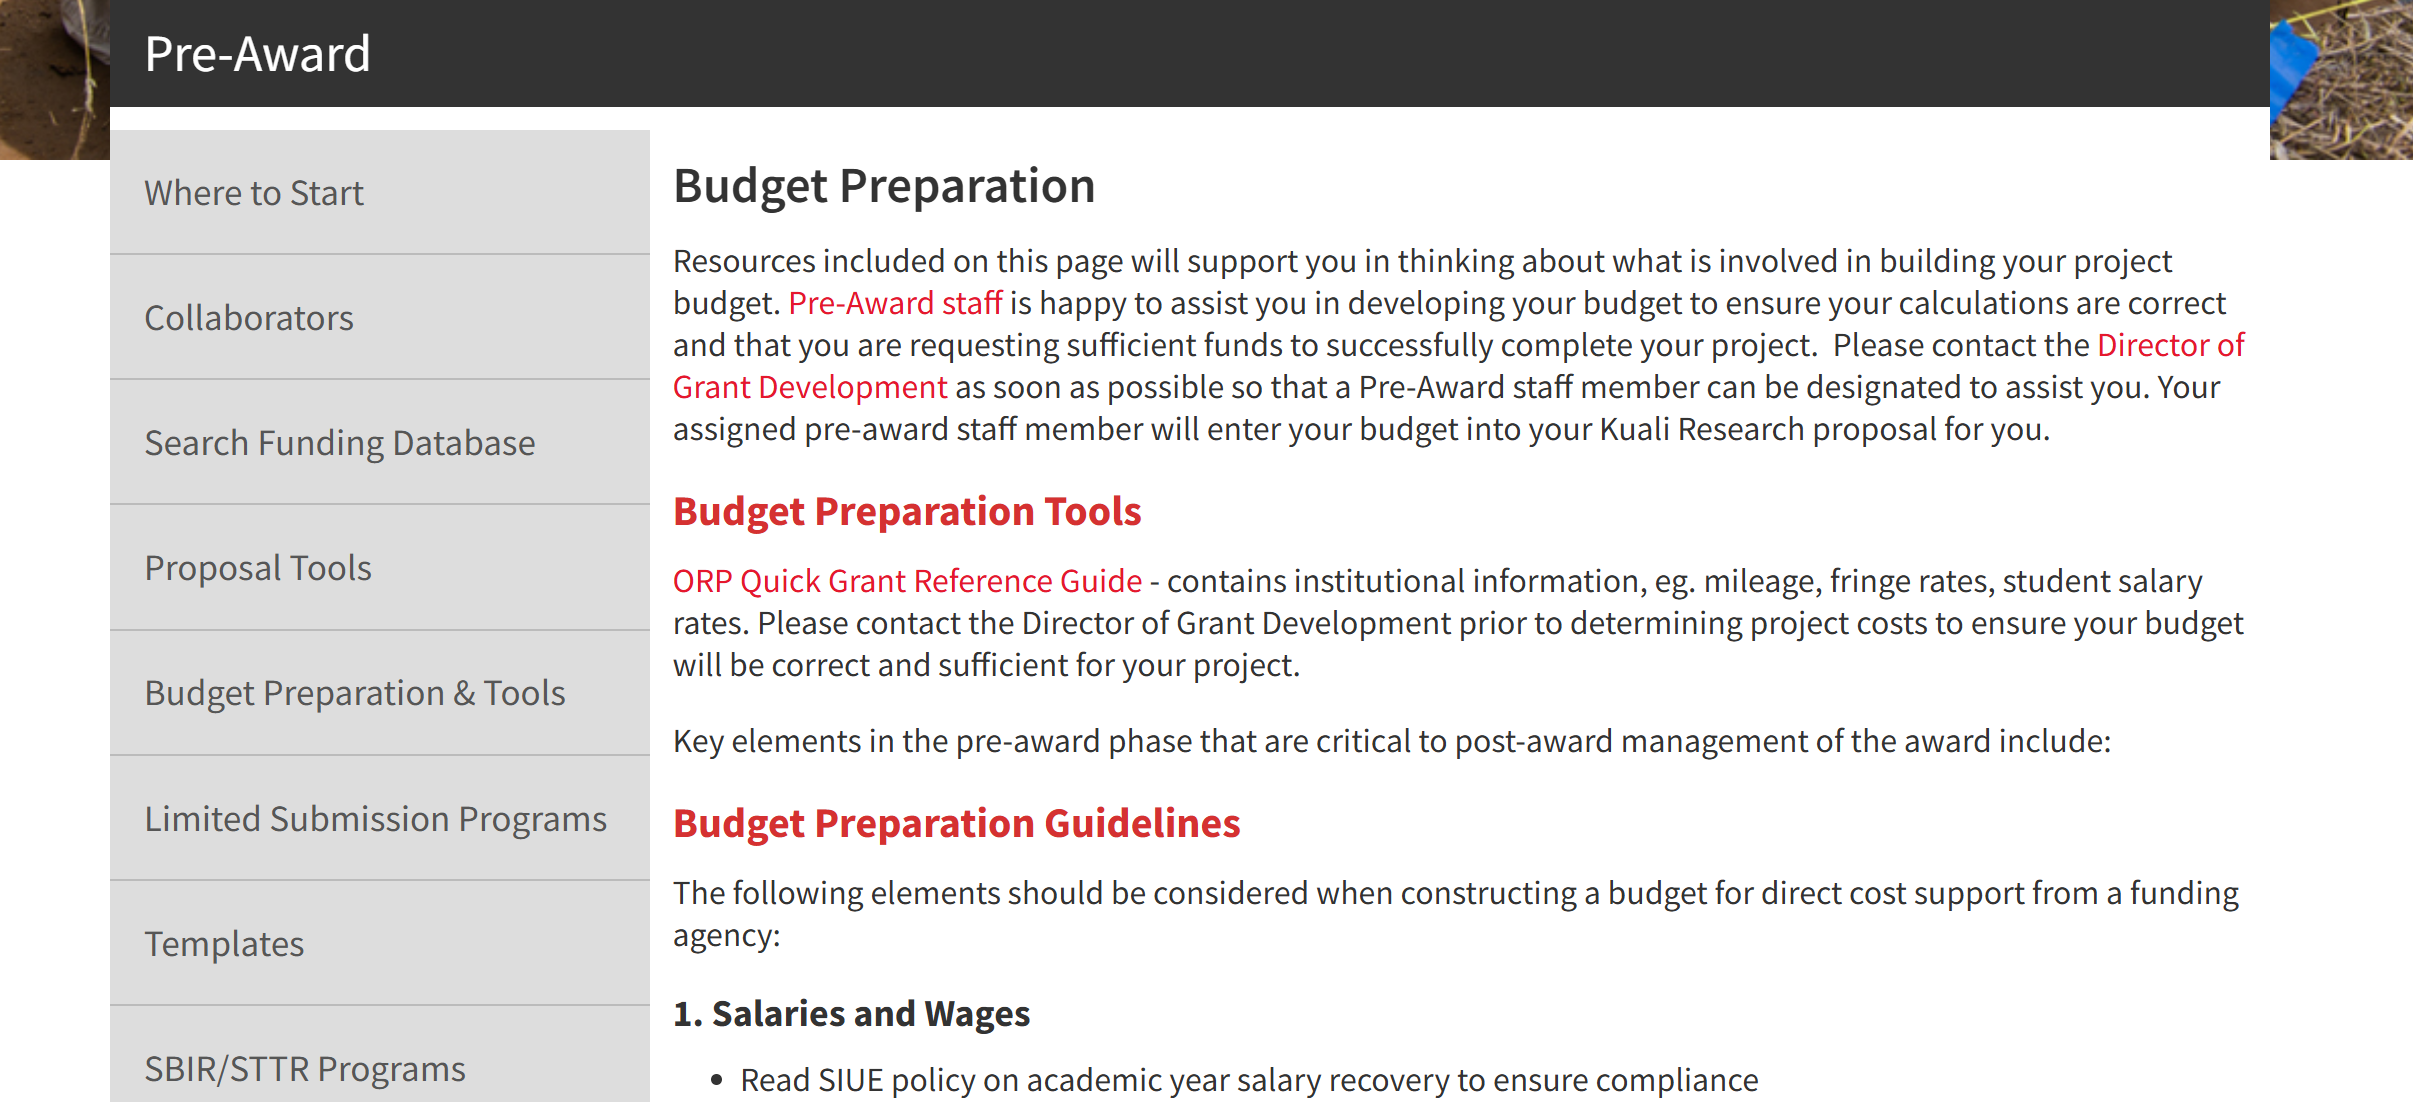 Pre-Award
Where to Start
Collaborators
Search Funding Database
Proposal Tools
Budget Preparation & Tools
Limited Submission Programs
Templates
SBIR/STTR Programs
Budget Preparation
Resources included on this page will support you in thinking about what is involved in building your project
budget. Pre-Award staff is happy to assist you in developing your budget to ensure your calculations are correct
and that you are requesting sufficient funds to successfully complete your project.  Please contact the Director of
Grant Development as soon as possible so that a Pre-Award staff member can be designated to assist you. Your
assigned pre-award staff member will enter your budget into your Kuali Research proposal for you.
Budget Preparation Tools
ORP Quick Grant Reference Guide - contains institutional information, eg. mileage, fringe rates, student salary
rates. Please contact the Director of Grant Development prior to determining project costs to ensure your budget
will be correct and sufficient for your project.
Key elements in the pre-award phase that are critical to post-award management of the award include:
Budget Preparation Guidelines
The following elements should be considered when constructing a budget for direct cost support from a funding
agency:
1. Salaries and Wages
• Read SIUE policy on academic year salary recovery to ensure compliance